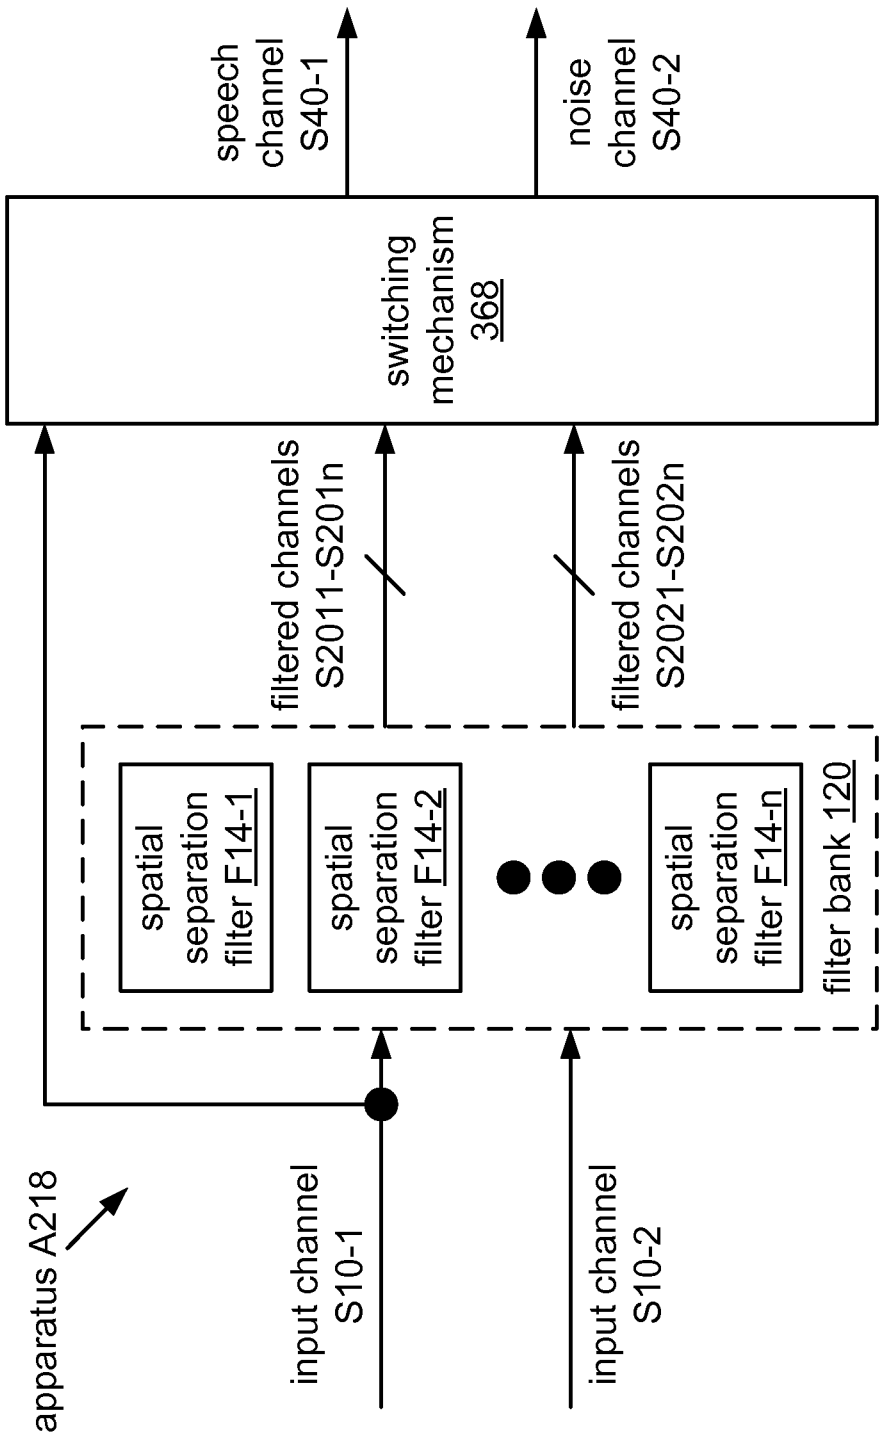 apparatus A218
input channel
S10-1
input channel
S10-2
spatial
separation
filter F14-1
spatial
separation
filter F14-2
spatial
separation
filter F14-n
filter bank 120
filtered channels
S2011-S201n
filtered channels
S2021-S202n
switching
mechanism
368
speech
channel
S40-1
noise
channel
S40-2